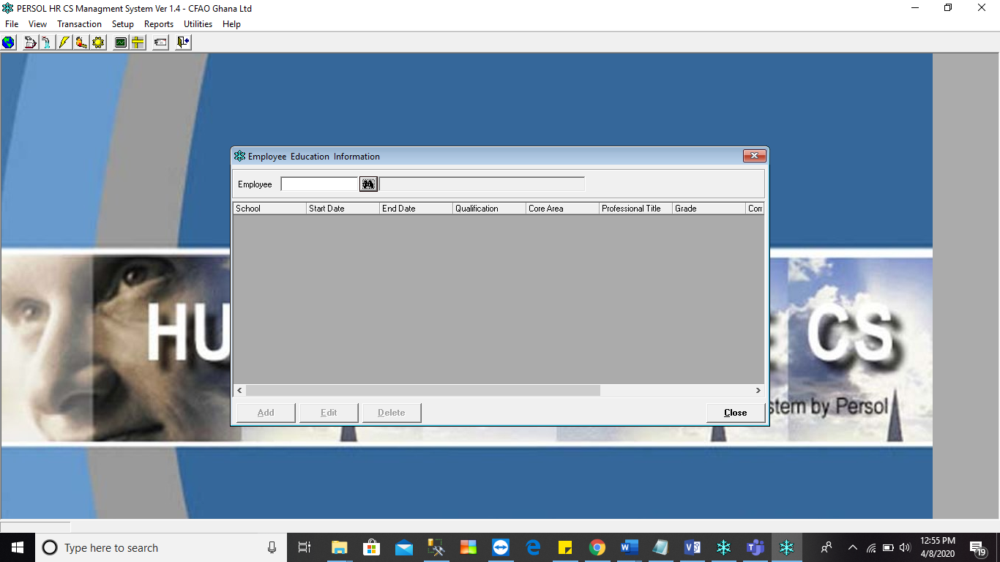 PERSOL HR CS Managment System Ver 1.4 - CFAO Ghana Ltd
File View Transaction Setup Reports Utilities Help
Employee Education Information
Employee
School Start Date End Date Qualification Core Area Professional Title Grade Com
HU CS
stem by Persol
Add Edit Delete Close
Type here to search
12:55 PM
4/8/2020
19